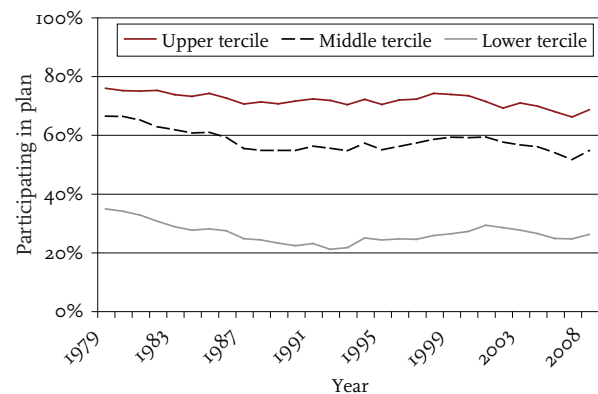 100%
80%
60%
40%
20%
0%
Participating in plan
Upper tercile Middle tercile Lower tercile
1979 1983 1987 1991 1995 1999 2003 2008
Year